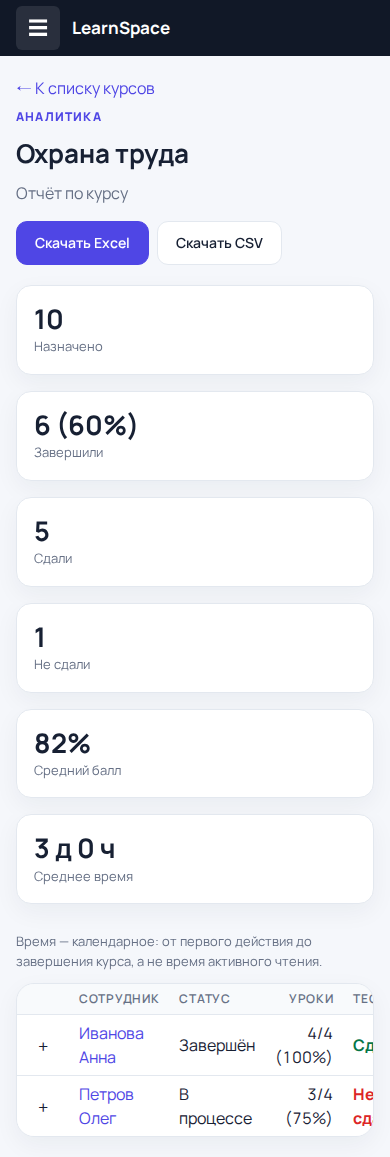 ☰ LearnSpace
← К списку курсов
АНАЛИТИКА
Охрана труда
Отчёт по курсу
Скачать Excel Скачать CSV
10
Назначено
6 (60%)
Завершили
5
Сдали
1
Не сдали
82%
Средний балл
3 д 0 ч
Среднее время
Время — календарное: от первого действия до
завершения курса, а не время активного чтения.
СОТРУДНИК СТАТУС УРОКИ
+ Иванова Завершён 4/4
Анна (100%)
+ Петров В 3/4 Не
Олег процессе (75%)